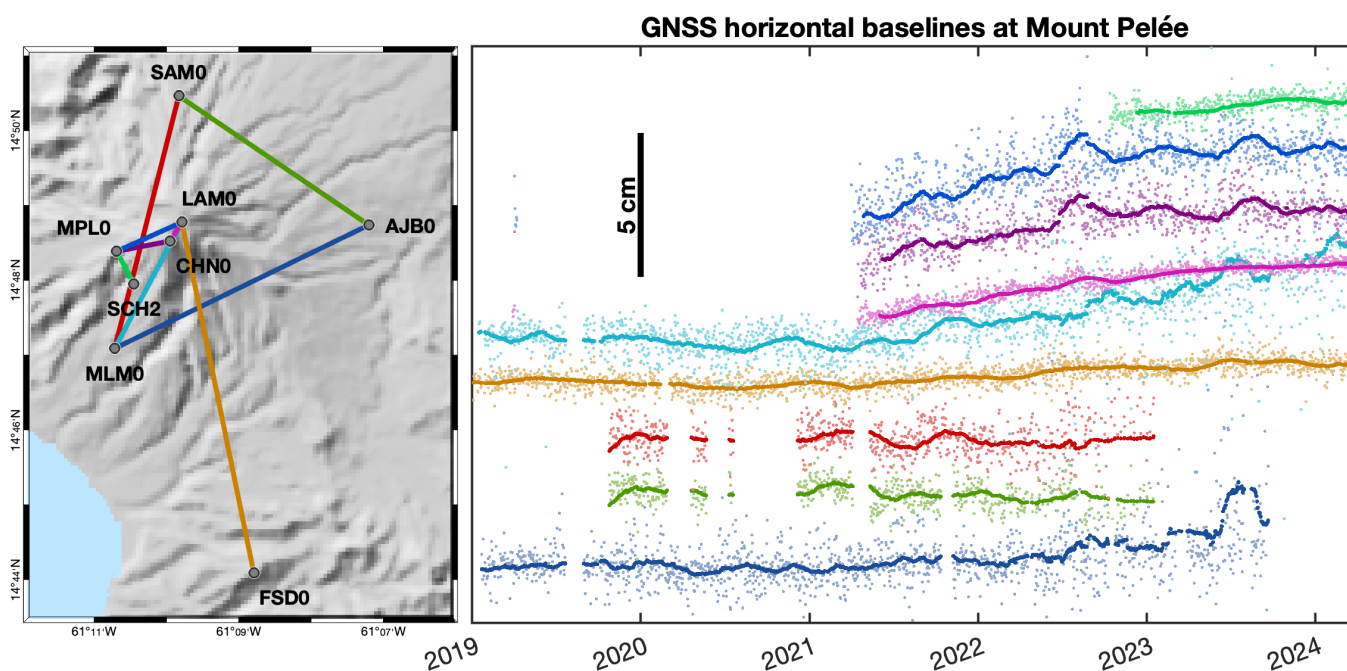 GNSS horizontal baselines at Mount Pelée
SAM0
14°50'N
LAM0
MPL0
AJB0
CHN0
14°48'N
SCH2
MLM0
14°46'N
14°44'N
FSD0
61°11'W
61°09'W
61°07'W
5 cm
2019
2020
2021
2022
2023
2024